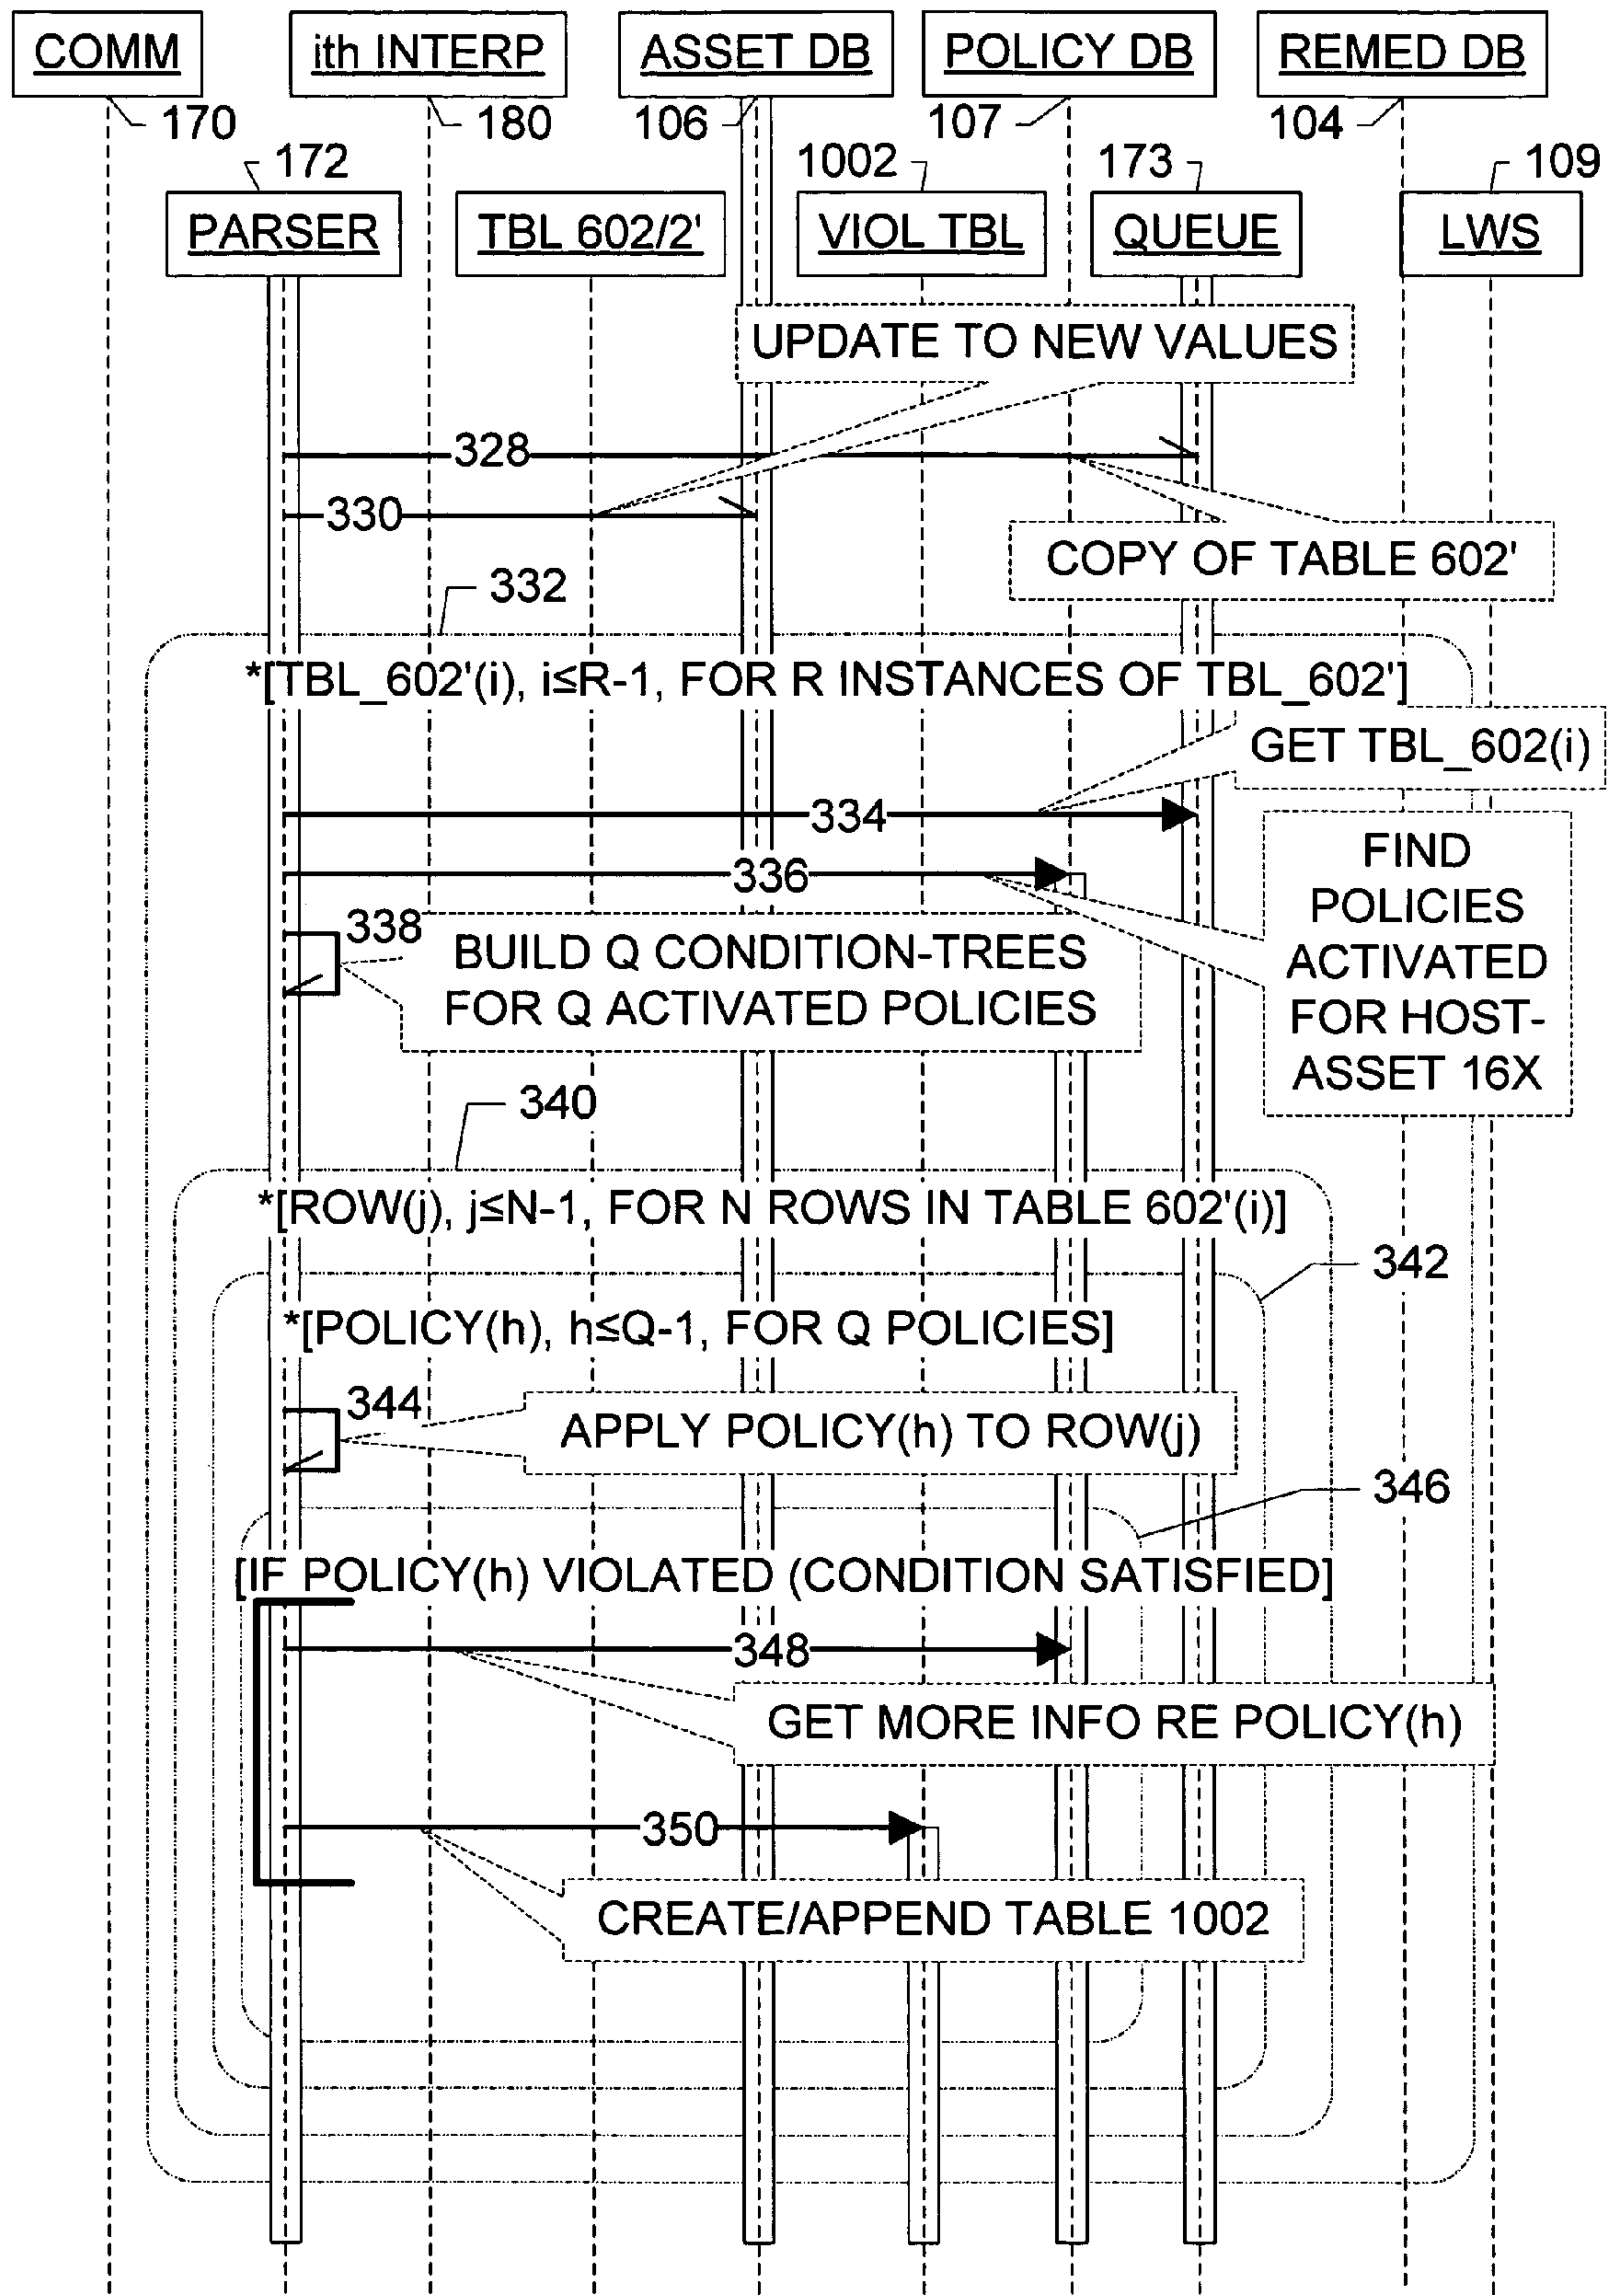 COMM
ith INTERP
ASSET DB
POLICY DB
REMED DB
170
180
106
107
104
172
1002
173
109
PARSER
TBL 602/2'
VIOL TBL
QUEUE
LWS
UPDATE TO NEW VALUES
328
330
COPY OF TABLE 602'
332
*[TBL_602'(i), i≤R-1, FOR R INSTANCES OF TBL_602']
GET TBL_602(i)
334
336
FIND
POLICIES
ACTIVATED
FOR HOST-
ASSET 16X
338
BUILD Q CONDITION-TREES
FOR Q ACTIVATED POLICIES
340
*[ROW(j), j≤N-1, FOR N ROWS IN TABLE 602'(i)]
342
*[POLICY(h), h≤Q-1, FOR Q POLICIES]
344
APPLY POLICY(h) TO ROW(j)
346
[IF POLICY(h) VIOLATED (CONDITION SATISFIED]
348
GET MORE INFO RE POLICY(h)
350
CREATE/APPEND TABLE 1002